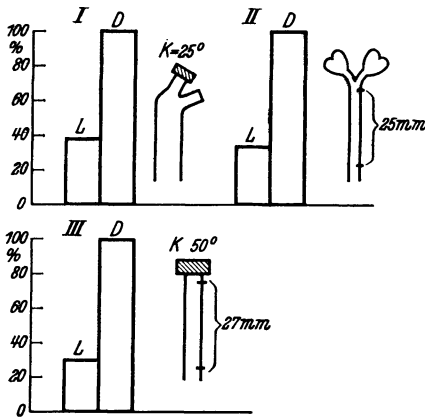 I II
100 D 100 D
% %
80 K=25° 80
60 60
40 L 40 L 25mm
20 20
0 0
III
100 D
% K 50°
80
60
40 L 27mm
20
0